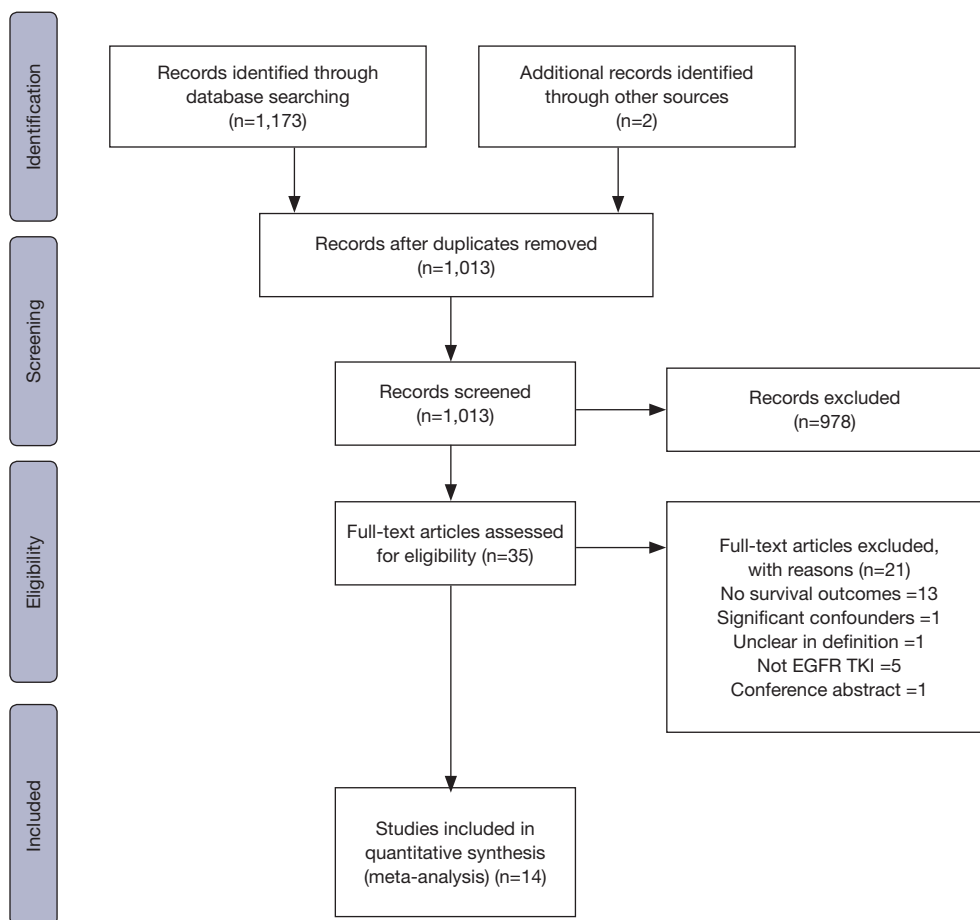 Identification
Records identified through
database searching
(n=1,173)
Additional records identified
through other sources
(n=2)
Screening
Records after duplicates removed
(n=1,013)
Records screened
(n=1,013)
Records excluded
(n=978)
Eligibility
Full-text articles assessed
for eligibility (n=35)
Full-text articles excluded,
with reasons (n=21)
No survival outcomes =13
Significant confounders =1
Unclear in definition =1
Not EGFR TKI =5
Conference abstract =1
Included
Studies included in
quantitative synthesis
(meta-analysis) (n=14)